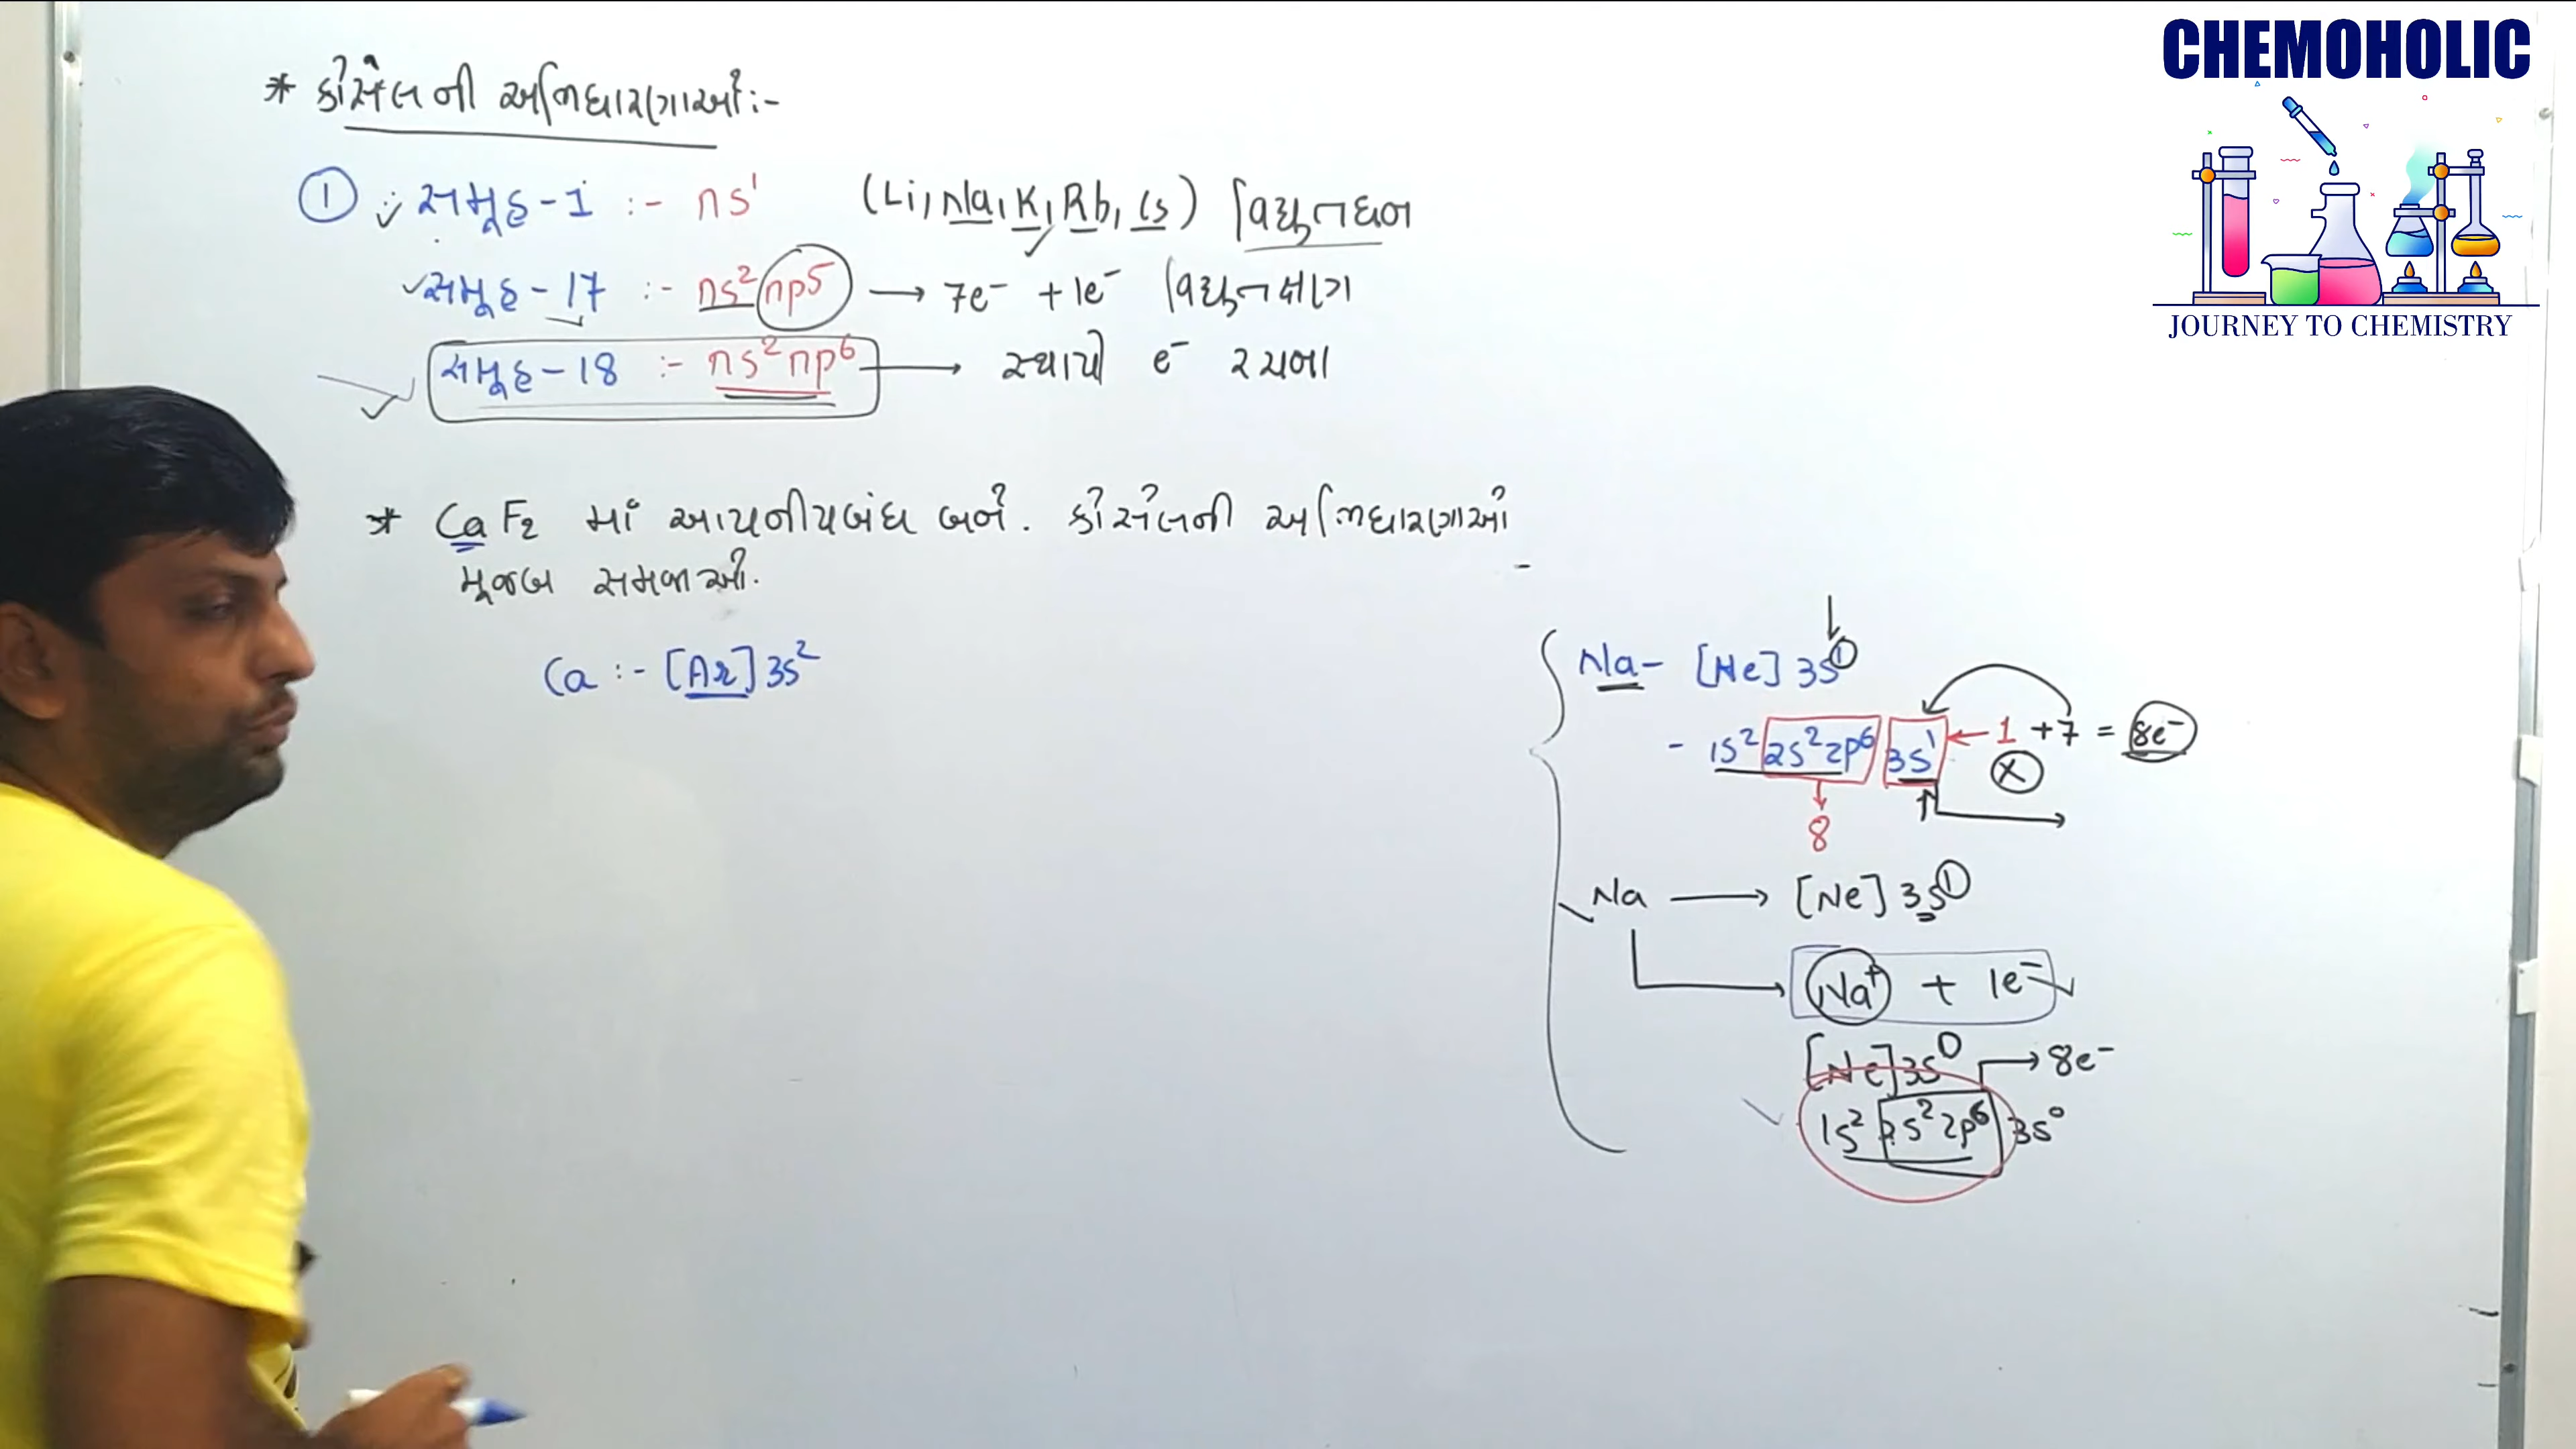 CHEMOHOLIC
JOURNEY TO CHEMISTRY
* કોસેલની અભિધારણાઓ :-
① સમૂહ-1 :- ns¹ (Li, Na, K, Rb, Cs) વિદ્યુતધન
સમૂહ-17 :- ns² np⁵ → 7e⁻ +1e⁻ વિદ્યુતઋણ
સમૂહ-18 :- ns² np⁶ → સ્થાયી e⁻ રચના
* CaF₂ માં આયનીયબંધ બને. કોસેલની અભિધારણાઓ
મૂજબ સમજાઓ.
Ca :- [Ar] 3s²
Na- [Ne] 3s¹
- 1s² 2s² 2p⁶ 3s¹ ← 1 +7 = 8e⁻
8
Na → [Ne] 3s¹
Na⁺ + 1e⁻
[Ne] 3s⁰ → 8e⁻
1s² 2s² 2p⁶ 3s⁰